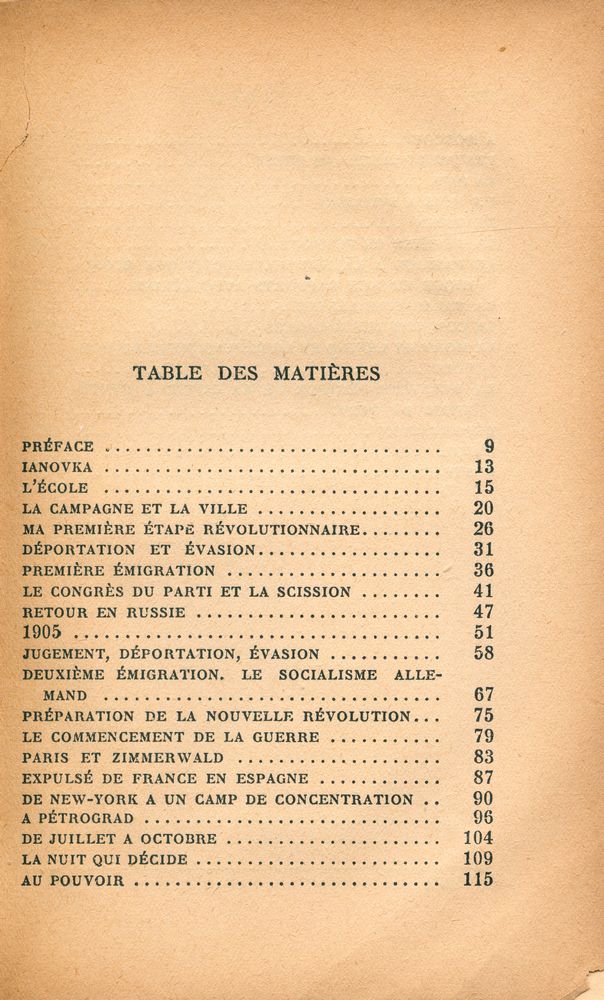 TABLE DES MATIÈRES
PRÉFACE ................................. 9
IANOVKA ................................. 13
L'ÉCOLE ................................. 15
LA CAMPAGNE ET LA VILLE .................. 20
MA PREMIÈRE ÉTAPE RÉVOLUTIONNAIRE........ 26
DÉPORTATION ET ÉVASION.................. 31
PREMIÈRE ÉMIGRATION ..................... 36
LE CONGRÈS DU PARTI ET LA SCISSION ........ 41
RETOUR EN RUSSIE ........................ 47
1905 .................................... 51
JUGEMENT, DÉPORTATION, ÉVASION ........... 58
DEUXIÈME ÉMIGRATION. LE SOCIALISME ALLE-
MAND ................................. 67
PRÉPARATION DE LA NOUVELLE RÉVOLUTION... 75
LE COMMENCEMENT DE LA GUERRE ........... 79
PARIS ET ZIMMERWALD .................... 83
EXPULSÉ DE FRANCE EN ESPAGNE ............ 87
DE NEW-YORK A UN CAMP DE CONCENTRATION .. 90
A PÉTROGRAD ............................. 96
DE JUILLET A OCTOBRE ..................... 104
LA NUIT QUI DÉCIDE ........................ 109
AU POUVOIR .............................. 115